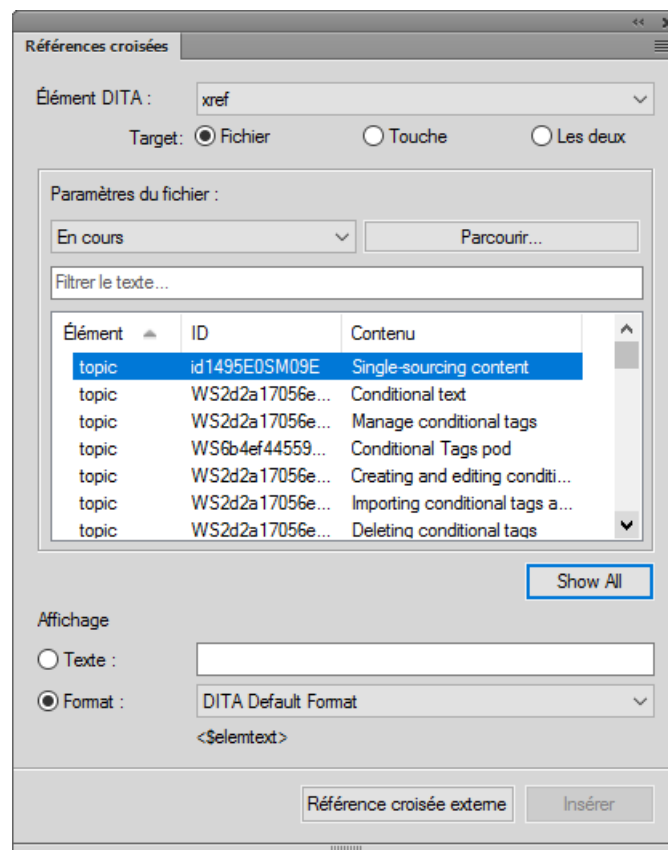 Références croisées
Élément DITA : xref
Target: Fichier Touche Les deux
Paramètres du fichier :
En cours Parcourir...
Filtrer le texte...
Élément ID Contenu
topic id1495E0SM09E Single-sourcing content
topic WS2d2a17056e... Conditional text
topic WS2d2a17056e... Manage conditional tags
topic WS6b4ef44559... Conditional Tags pod
topic WS2d2a17056e... Creating and editing conditi...
topic WS2d2a17056e... Importing conditional tags a...
topic WS2d2a17056e... Deleting conditional tags
Show All
Affichage
Texte :
Format : DITA Default Format
<$elemtext>
Référence croisée externe Insérer